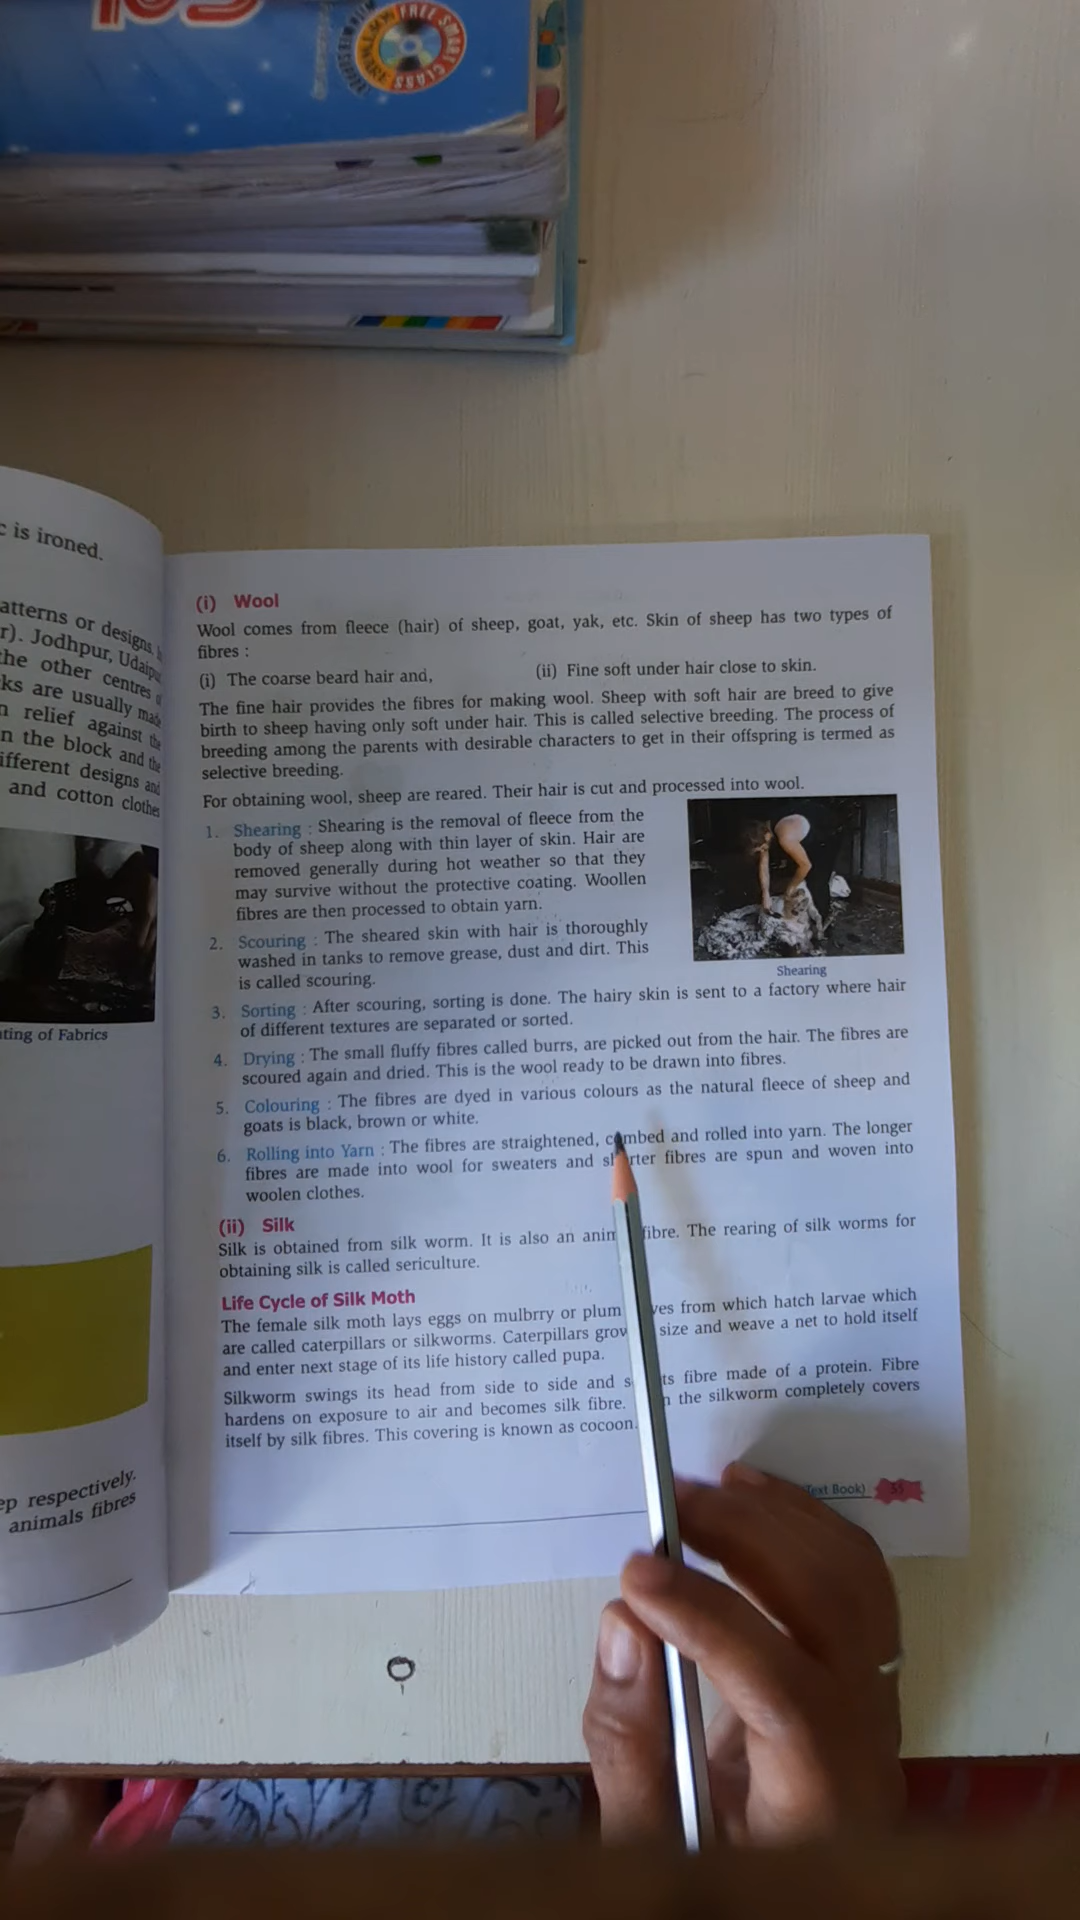 FREE SMART CLASS
c is ironed.
atterns or designs.
r). Jodhpur, Udaipur
the other centres
ks are usually made
n relief against the
n the block and the
ifferent designs and
and cotton clothes
ting of Fabrics
ep respectively.
animals fibres
(i) Wool
Wool comes from fleece (hair) of sheep, goat, yak, etc. Skin of sheep has two types of
fibres :
(i) The coarse beard hair and, (ii) Fine soft under hair close to skin.
The fine hair provides the fibres for making wool. Sheep with soft hair are breed to give
birth to sheep having only soft under hair. This is called selective breeding. The process of
breeding among the parents with desirable characters to get in their offspring is termed as
selective breeding.
For obtaining wool, sheep are reared. Their hair is cut and processed into wool.
1. Shearing : Shearing is the removal of fleece from the
body of sheep along with thin layer of skin. Hair are
removed generally during hot weather so that they
may survive without the protective coating. Woollen
fibres are then processed to obtain yarn.
2. Scouring : The sheared skin with hair is thoroughly
washed in tanks to remove grease, dust and dirt. This
is called scouring.
Shearing
3. Sorting : After scouring, sorting is done. The hairy skin is sent to a factory where hair
of different textures are separated or sorted.
4. Drying : The small fluffy fibres called burrs, are picked out from the hair. The fibres are
scoured again and dried. This is the wool ready to be drawn into fibres.
5. Colouring : The fibres are dyed in various colours as the natural fleece of sheep and
goats is black, brown or white.
6. Rolling into Yarn : The fibres are straightened, combed and rolled into yarn. The longer
fibres are made into wool for sweaters and shorter fibres are spun and woven into
woolen clothes.
(ii) Silk
Silk is obtained from silk worm. It is also an anim fibre. The rearing of silk worms for
obtaining silk is called sericulture.
Life Cycle of Silk Moth
The female silk moth lays eggs on mulbrry or plum ves from which hatch larvae which
are called caterpillars or silkworms. Caterpillars grow size and weave a net to hold itself
and enter next stage of its life history called pupa.
Silkworm swings its head from side to side and s ts fibre made of a protein. Fibre
hardens on exposure to air and becomes silk fibre. the silkworm completely covers
itself by silk fibres. This covering is known as cocoon.
Text Book) 35